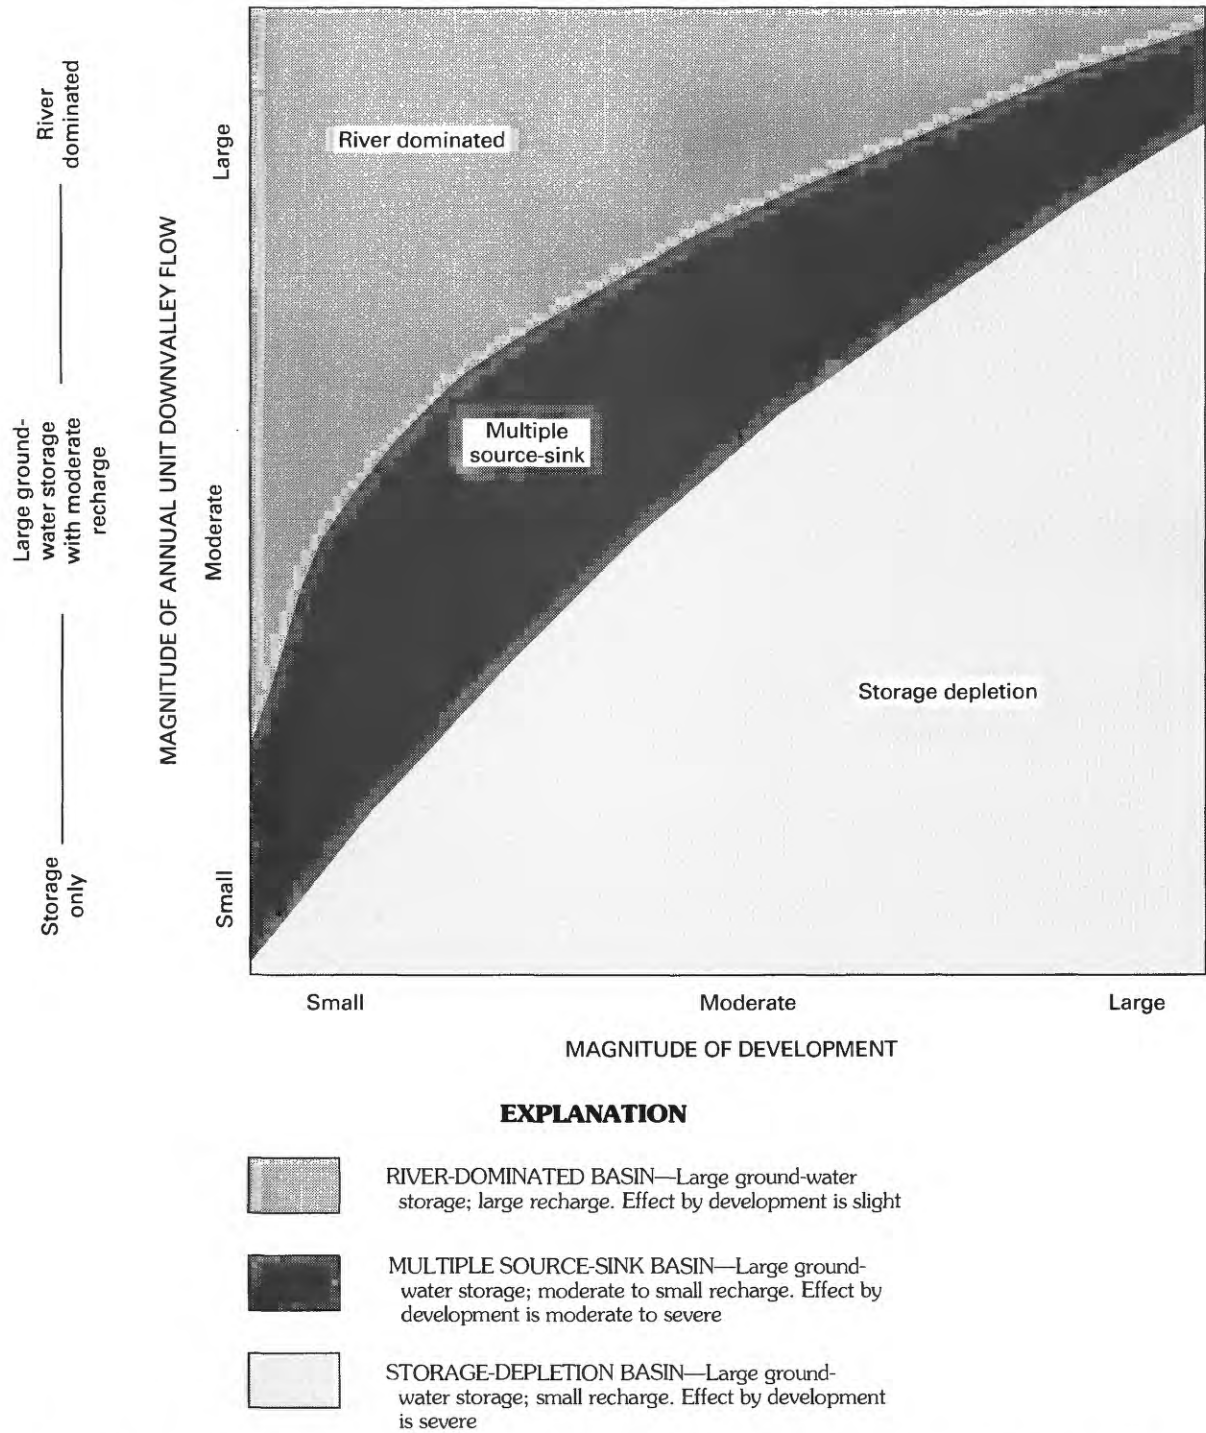 River
dominated
Large ground-
water storage
with moderate
recharge
Storage
only
MAGNITUDE OF ANNUAL UNIT DOWNVALLEY FLOW
Large
Moderate
Small
River dominated
Multiple
source-sink
Storage depletion
Small
Moderate
Large
MAGNITUDE OF DEVELOPMENT
EXPLANATION
RIVER-DOMINATED BASIN—Large ground-water
storage; large recharge. Effect by development is slight
MULTIPLE SOURCE-SINK BASIN—Large ground-
water storage; moderate to small recharge. Effect by
development is moderate to severe
STORAGE-DEPLETION BASIN—Large ground-
water storage; small recharge. Effect by development
is severe